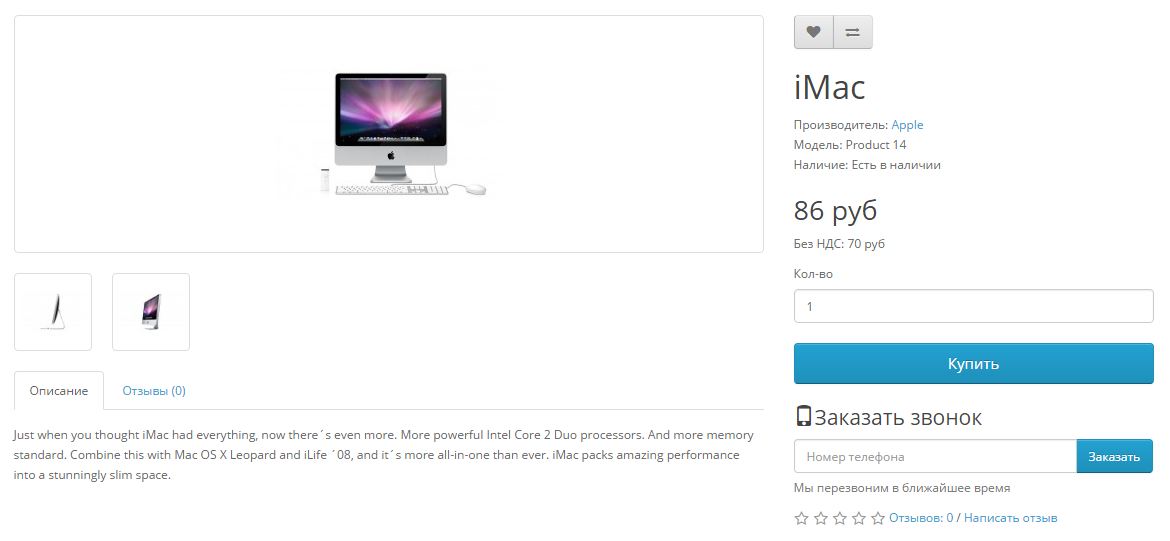 iMac
Производитель: Apple
Модель: Product 14
Наличие: Есть в наличии
86 руб
Без НДС: 70 руб
Кол-во
1
Купить
Заказать звонок
Номер телефона
Заказать
Мы перезвоним в ближайшее время
Отзывов: 0 / Написать отзыв
Описание
Отзывы (0)
Just when you thought iMac had everything, now there´s even more. More powerful Intel Core 2 Duo processors. And more memory
standard. Combine this with Mac OS X Leopard and iLife ´08, and it´s more all-in-one than ever. iMac packs amazing performance
into a stunningly slim space.